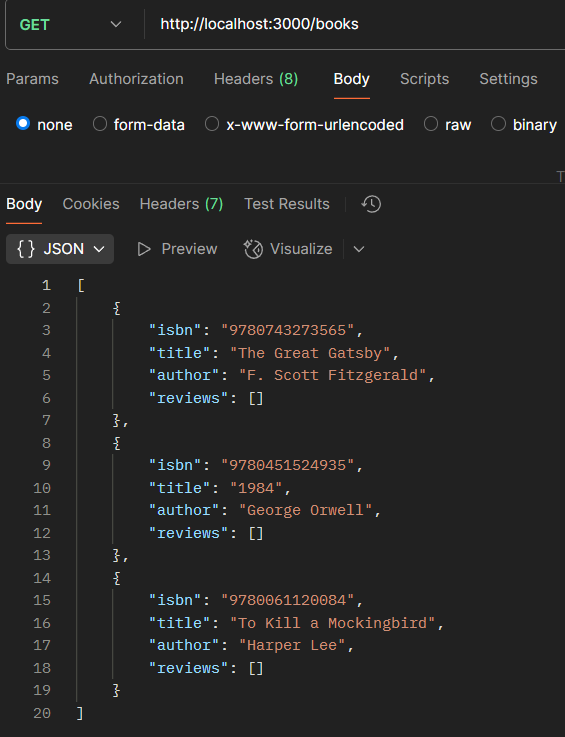 GET http://localhost:3000/books
Params Authorization Headers (8) Body Scripts Settings
none form-data x-www-form-urlencoded raw binary
Body Cookies Headers (7) Test Results
{} JSON Preview Visualize
1 [
2 {
3 "isbn": "9780743273565",
4 "title": "The Great Gatsby",
5 "author": "F. Scott Fitzgerald",
6 "reviews": []
7 },
8 {
9 "isbn": "9780451524935",
10 "title": "1984",
11 "author": "George Orwell",
12 "reviews": []
13 },
14 {
15 "isbn": "9780061120084",
16 "title": "To Kill a Mockingbird",
17 "author": "Harper Lee",
18 "reviews": []
19 }
20 ]